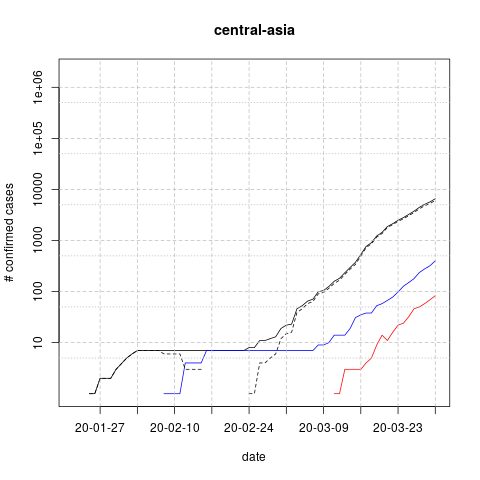 central-asia
# confirmed cases
1e+06
1e+05
10000
1000
100
10
20-01-27
20-02-10
20-02-24
20-03-09
20-03-23
date